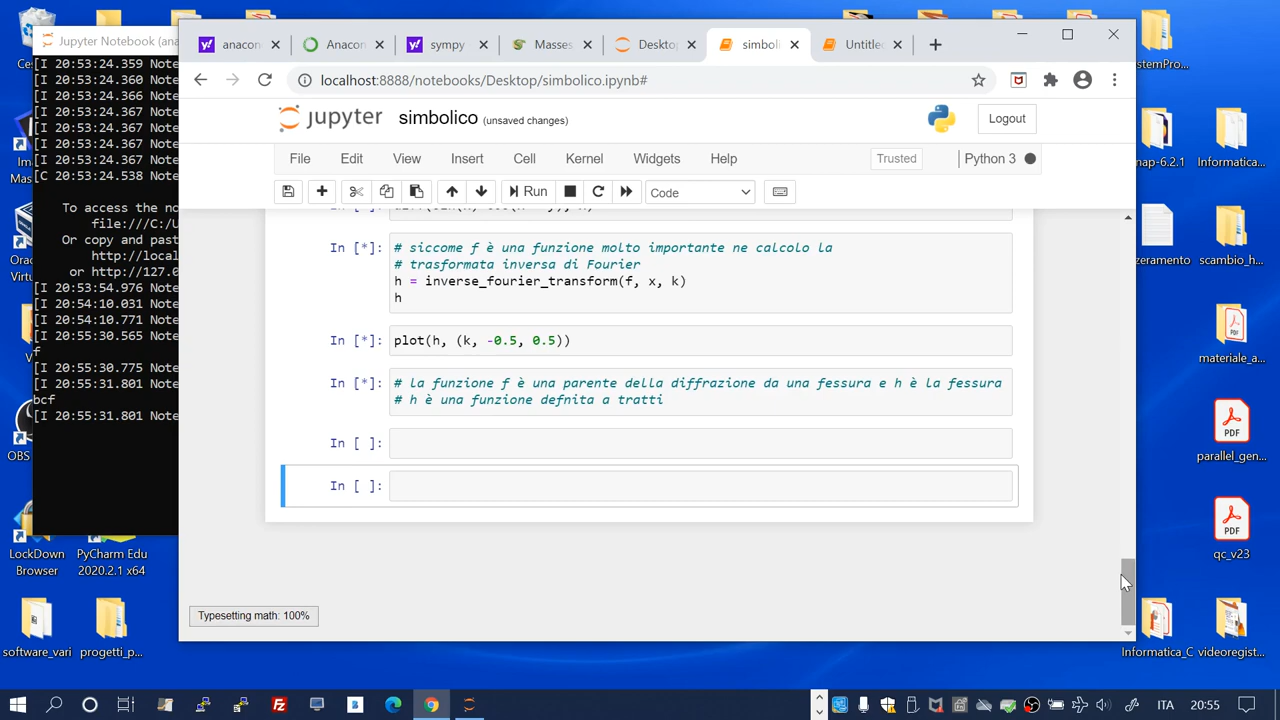 Jupyter Notebook (ana
anacon
Anacon
sympy
Masses
Deskto
simboli
Untitle
localhost:8888/notebooks/Desktop/simbolico.ipynb#
jupyter simbolico (unsaved changes)
Logout
File Edit View Insert Cell Kernel Widgets Help
Trusted
Python 3
Run
Code
[I 20:53:24.359 Note
[I 20:53:24.360 Note
[I 20:53:24.366 Note
[I 20:53:24.367 Note
[I 20:53:24.367 Note
[I 20:53:24.367 Note
[I 20:53:24.367 Note
[C 20:53:24.538 Note
To access the no
file:///C:/U
Or copy and past
http://local
or http://127.0
[I 20:53:54.976 Note
[I 20:54:10.031 Note
[I 20:54:10.771 Note
[I 20:55:30.565 Note
f
[I 20:55:30.775 Note
[I 20:55:31.801 Note
bcf
[I 20:55:31.801 Note
In [*]:
# siccome f è una funzione molto importante ne calcolo la
# trasformata inversa di Fourier
h = inverse_fourier_transform(f, x, k)
h
In [*]:
plot(h, (k, -0.5, 0.5))
In [*]:
# la funzione f è una parente della diffrazione da una fessura e h è la fessura
# h è una funzione defnita a tratti
In [ ]:
In [ ]:
Typesetting math: 100%
LockDown
Browser
PyCharm Edu
2020.2.1 x64
software_vari
progetti_p...
stemPro...
map-6.2.1
Informatica...
zeramento
scambio_h...
materiale_a...
PDF
parallel_gen...
PDF
qc_v23
Informatica_C
videoregist...
ITA
20:55